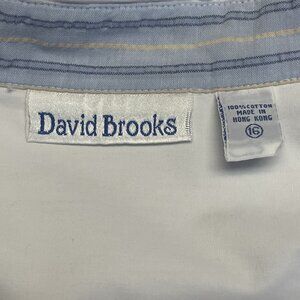 David Brooks
100% COTTON
MADE IN
HONG KONG
16